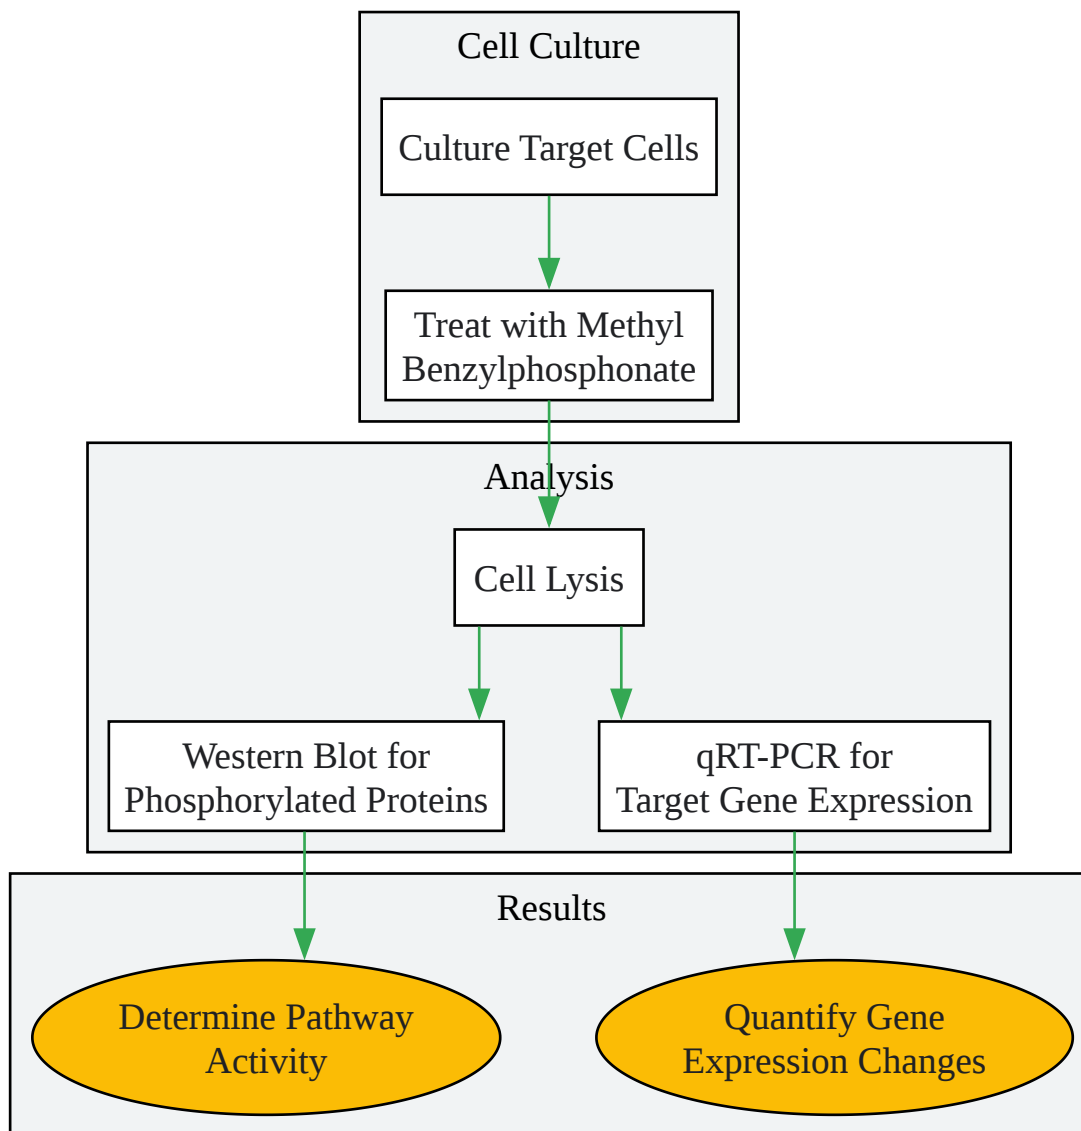 Cell Culture
Culture Target Cells
Treat with Methyl
Benzylphosphonate
Analysis
Cell Lysis
Western Blot for
Phosphorylated Proteins
qRT-PCR for
Target Gene Expression
Results
Determine Pathway
Activity
Quantify Gene
Expression Changes